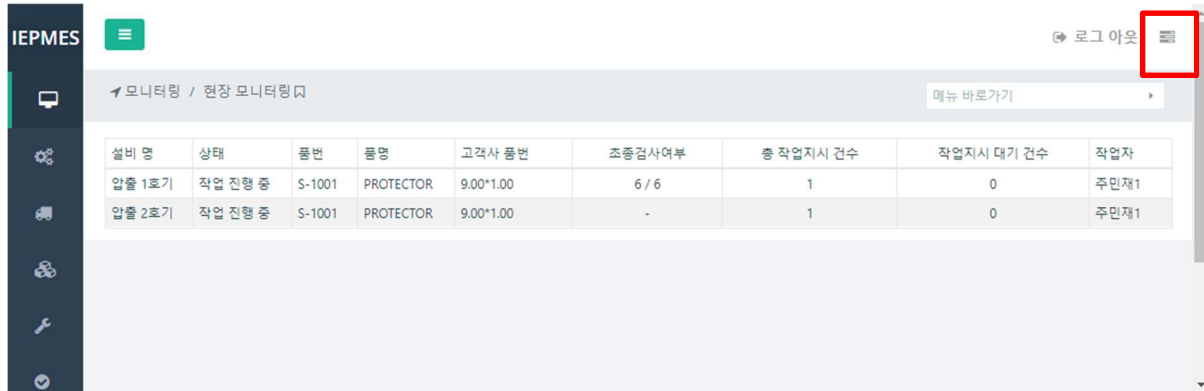 IEPMES
로그 아웃
모니터링 / 현장 모니터링
메뉴 바로가기
설비 명 상태 품번 품명 고객사 품번 초종검사여부 총 작업지시 건수 작업지시 대기 건수 작업자
압출 1호기 작업 진행 중 S-1001 PROTECTOR 9.00*1.00 6 / 6 1 0 주민재1
압출 2호기 작업 진행 중 S-1001 PROTECTOR 9.00*1.00 - 1 0 주민재1